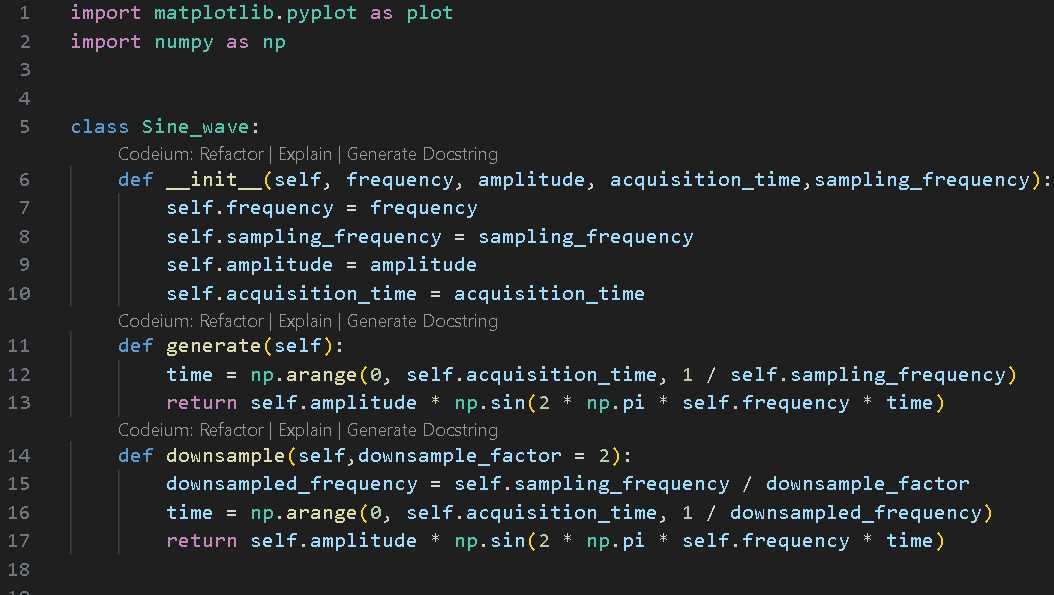 1 import matplotlib.pyplot as plot
2 import numpy as np
3
4
5 class Sine_wave:
Codeium: Refactor | Explain | Generate Docstring
6 def __init__(self, frequency, amplitude, acquisition_time,sampling_frequency):
7 self.frequency = frequency
8 self.sampling_frequency = sampling_frequency
9 self.amplitude = amplitude
10 self.acquisition_time = acquisition_time
Codeium: Refactor | Explain | Generate Docstring
11 def generate(self):
12 time = np.arange(0, self.acquisition_time, 1 / self.sampling_frequency)
13 return self.amplitude * np.sin(2 * np.pi * self.frequency * time)
Codeium: Refactor | Explain | Generate Docstring
14 def downsample(self,downsample_factor = 2):
15 downsampled_frequency = self.sampling_frequency / downsample_factor
16 time = np.arange(0, self.acquisition_time, 1 / downsampled_frequency)
17 return self.amplitude * np.sin(2 * np.pi * self.frequency * time)
18